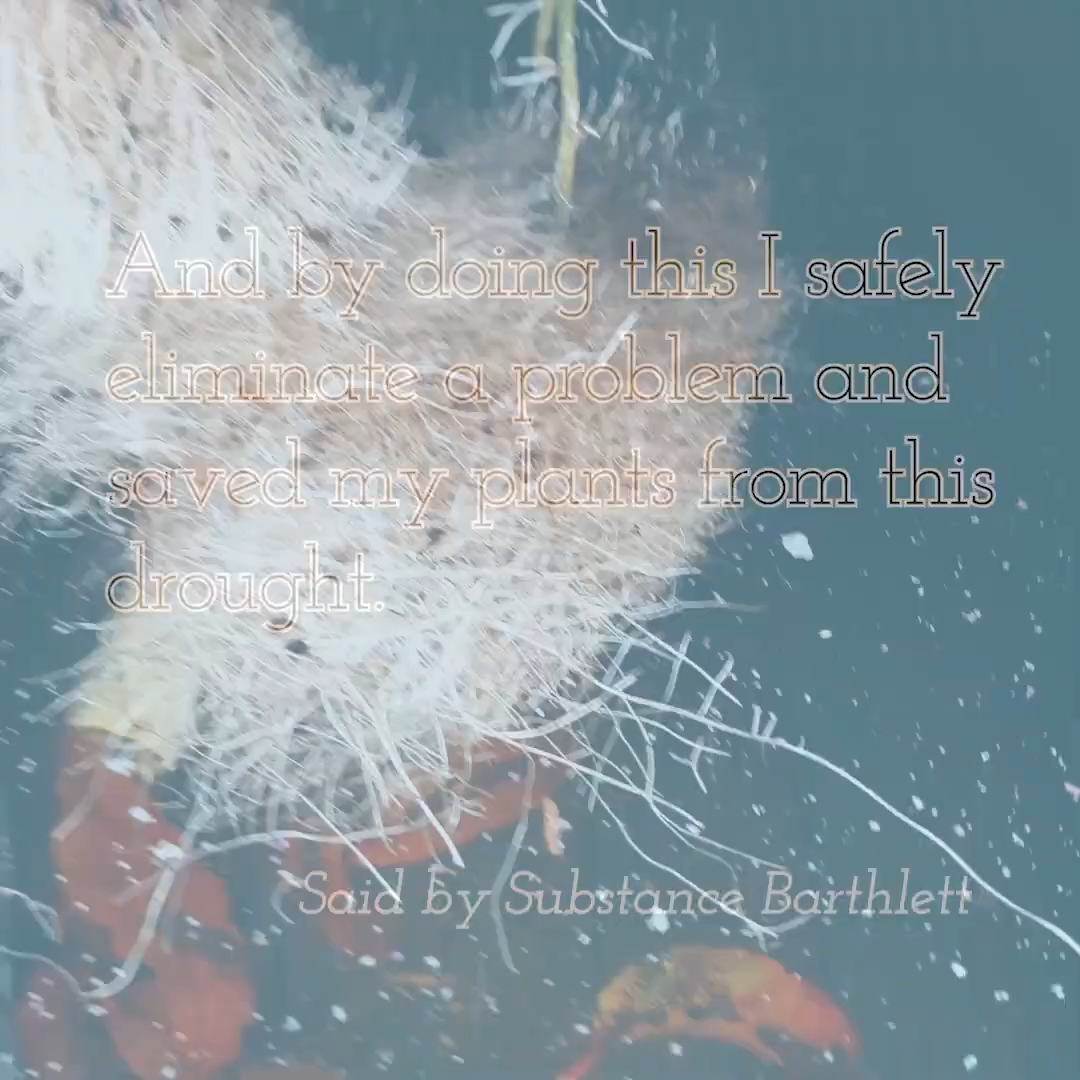 And by doing this I safely
eliminate a problem and
saved my plants from this
drought.
Said by Substance Barthlett